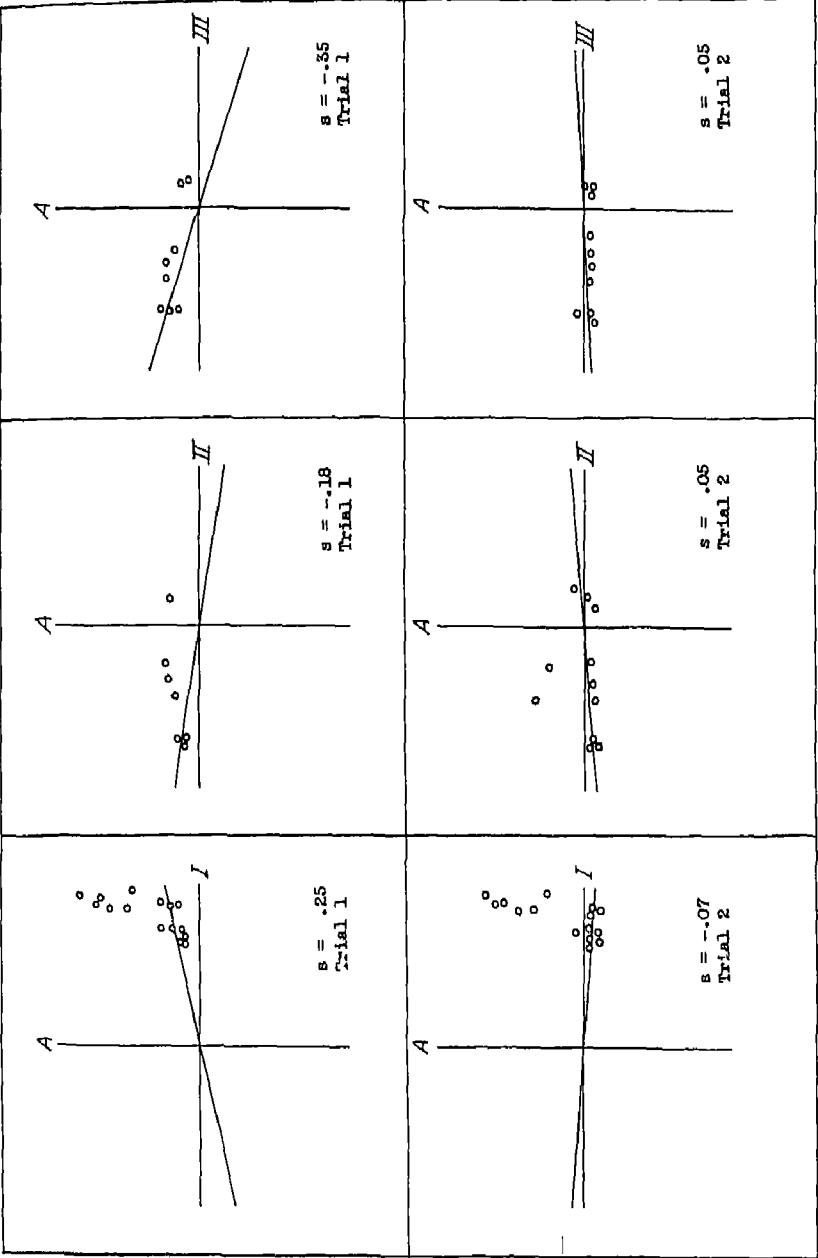 A
I
s = .25
Trial 1
A
II
s = -.18
Trial 1
A
III
s = -.35
Trial 1
A
I
s = -.07
Trial 2
A
II
s = .05
Trial 2
A
III
s = .05
Trial 2